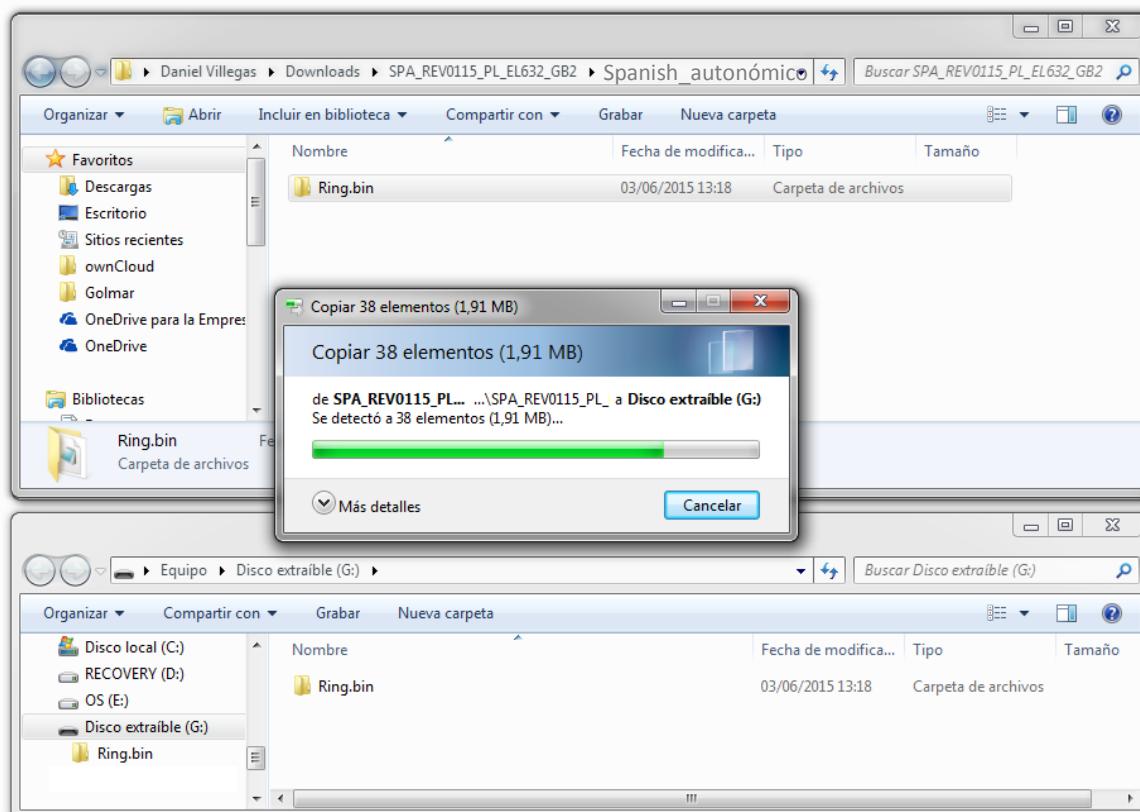 Daniel Villegas Downloads SPA_REV0115_PL_EL632_GB2 Spanish_autonómico Buscar SPA_REV0115_PL_EL632_GB2
Organizar Abrir Incluir en biblioteca Compartir con Grabar Nueva carpeta
Nombre Fecha de modifica... Tipo Tamaño
Favoritos
Ring.bin 03/06/2015 13:18 Carpeta de archivos
Descargas
Escritorio
Sitios recientes
ownCloud
Golmar
OneDrive para la Empres
OneDrive
Bibliotecas
Ring.bin Fe
Carpeta de archivos
Copiar 38 elementos (1,91 MB)
Copiar 38 elementos (1,91 MB)
de SPA_REV0115_PL... ...\SPA_REV0115_PL_ a Disco extraíble (G:)
Se detectó a 38 elementos (1,91 MB)...
Más detalles Cancelar
Equipo Disco extraíble (G:) Buscar Disco extraíble (G:)
Organizar Compartir con Grabar Nueva carpeta
Disco local (C:) Nombre Fecha de modifica... Tipo Tamaño
RECOVERY (D:)
Ring.bin 03/06/2015 13:18 Carpeta de archivos
OS (E:)
Disco extraíble (G:)
Ring.bin